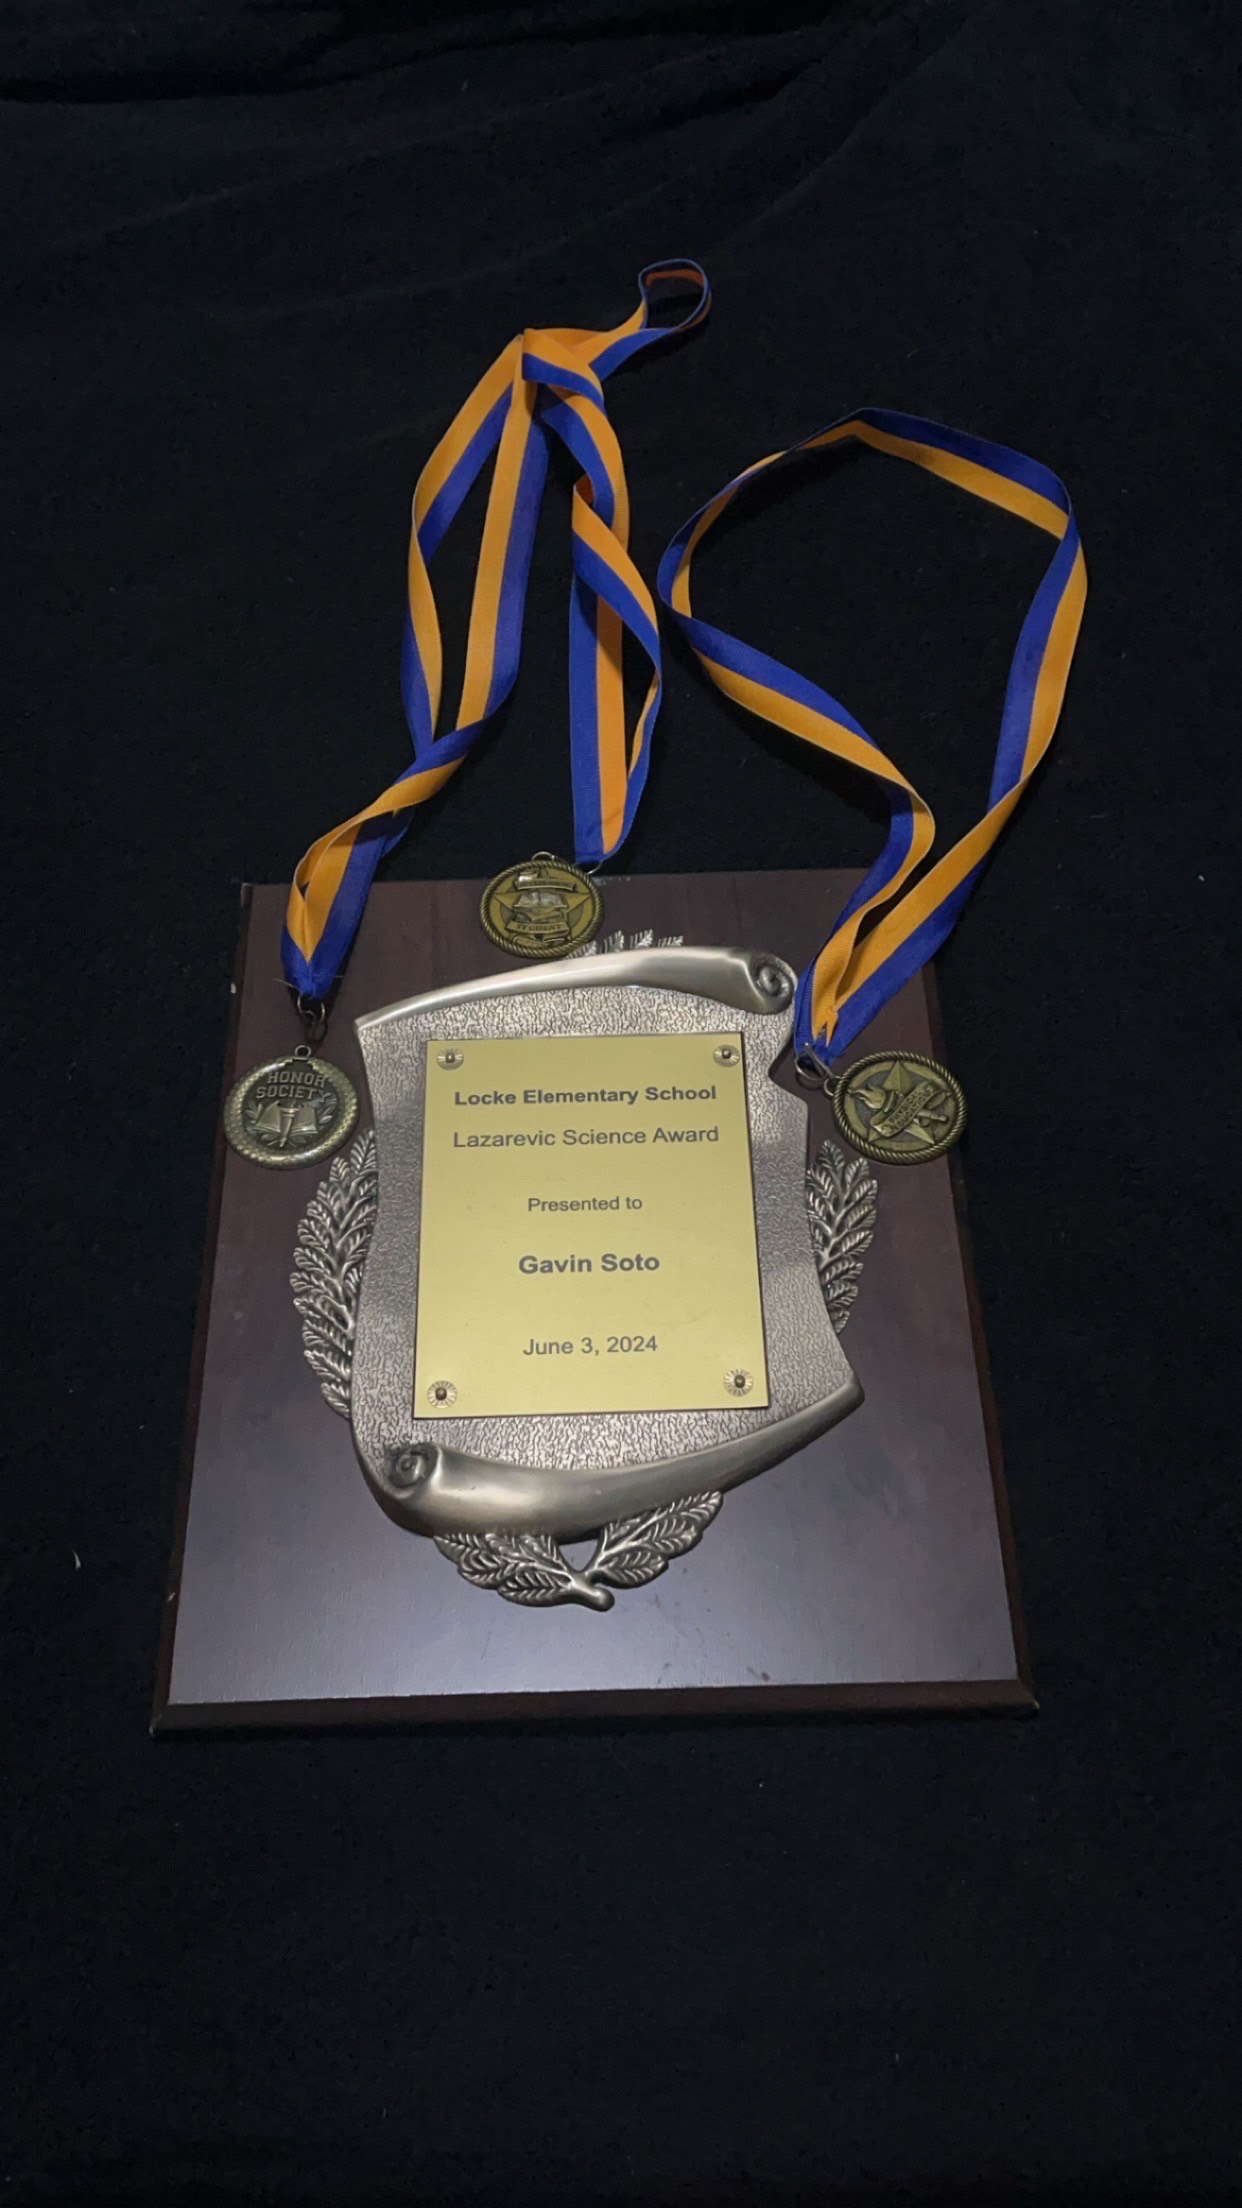 STUDENT
HONOR
SOCIETY
Locke Elementary School
Lazarevic Science Award
Presented to
Gavin Soto
June 3, 2024